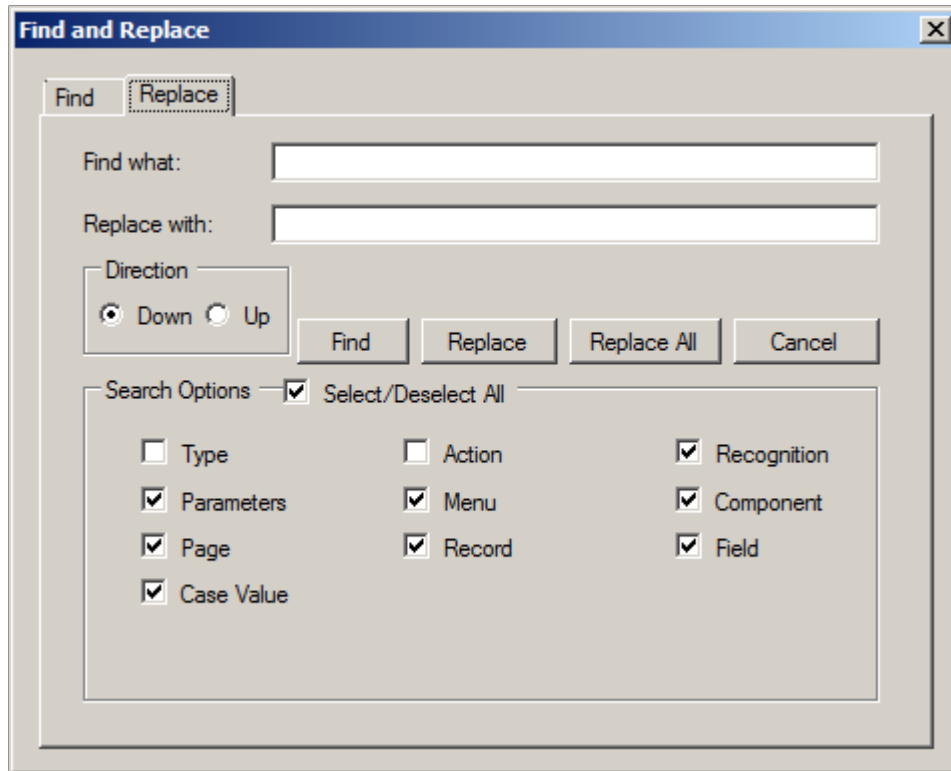 Find and Replace
Find Replace
Find what:
Replace with:
Direction
Down Up
Find Replace Replace All Cancel
Search Options Select/Deselect All
Type Action Recognition
Parameters Menu Component
Page Record Field
Case Value